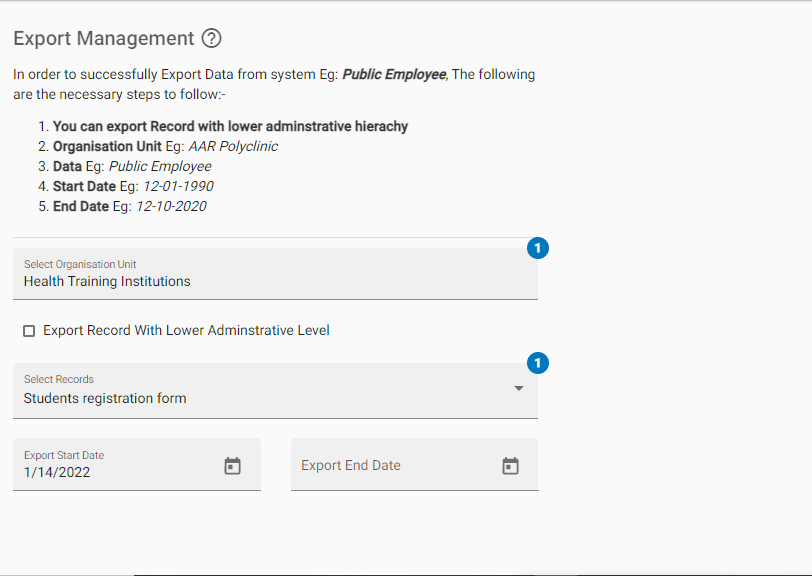 Export Management ?
In order to successfully Export Data from system Eg: Public Employee, The following
are the necessary steps to follow:-
1. You can export Record with lower adminstrative hierachy
2. Organisation Unit Eg: AAR Polyclinic
3. Data Eg: Public Employee
4. Start Date Eg: 12-01-1990
5. End Date Eg: 12-10-2020
1
Select Organisation Unit
Health Training Institutions
Export Record With Lower Adminstrative Level
1
Select Records
Students registration form
Export Start Date
1/14/2022
Export End Date